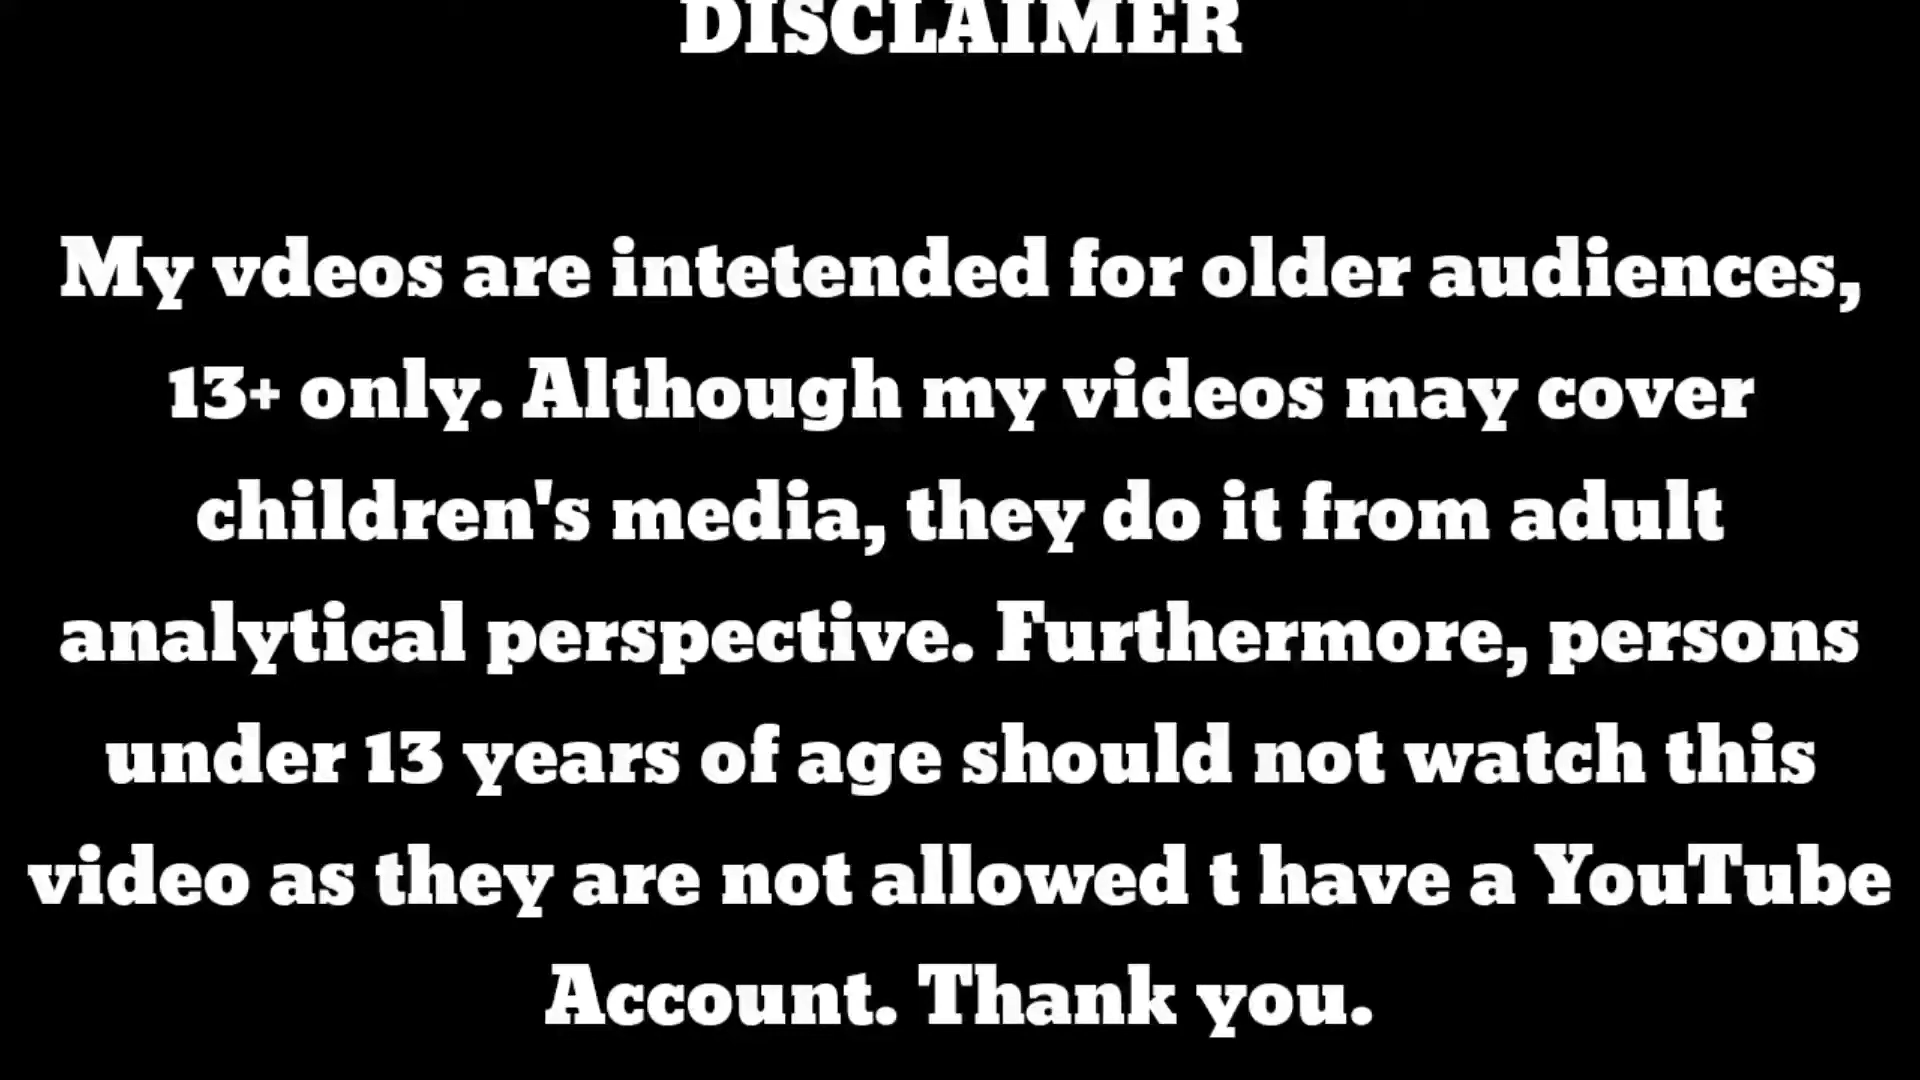 DISCLAIMER
My vdeos are intetended for older audiences,
13+ only. Although my videos may cover
children's media, they do it from adult
analytical perspective. Furthermore, persons
under 13 years of age should not watch this
video as they are not allowed t have a YouTube
Account. Thank you.